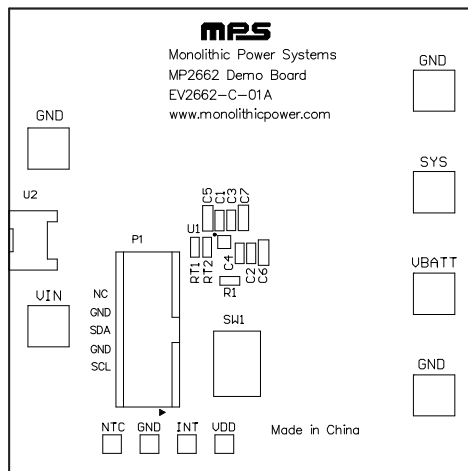 mps
Monolithic Power Systems
MP2662 Demo Board
EV2662-C-01A
www.monolithicpower.com
GND
GND
U2
SYS
C5
C1
C3
C7
U1
P1
RT1
RT2
C4
C2
C6
R1
VBATT
VIN
NC
GND
SDA
GND
SCL
SW1
GND
NTC GND INT VDD
Made in China